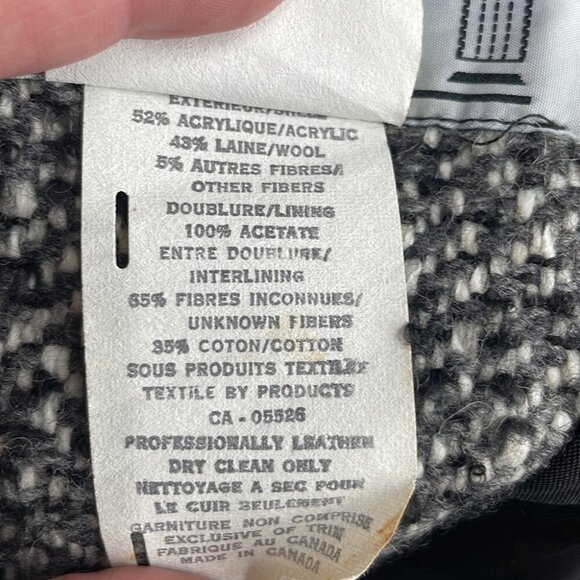 EXTERIEUR/SHELL
52% ACRYLIQUE/ACRYLIC
43% LAINE/WOOL
5% AUTRES FIBRES/
OTHER FIBERS
DOUBLURE/LINING
100% ACETATE
ENTRE DOUBLURE/
INTERLINING
65% FIBRES INCONNUES/
UNKNOWN FIBERS
35% COTON/COTTON
SOUS PRODUITS TEXTILE/
TEXTILE BY PRODUCTS
CA - 05526
PROFESSIONALLY LEATHER
DRY CLEAN ONLY
NETTOYAGE A SEC POUR
LE CUIR SEULEMENT
GARNITURE NON COMPRISE
EXCLUSIVE OF TRIM
FABRIQUE AU CANADA
MADE IN CANADA